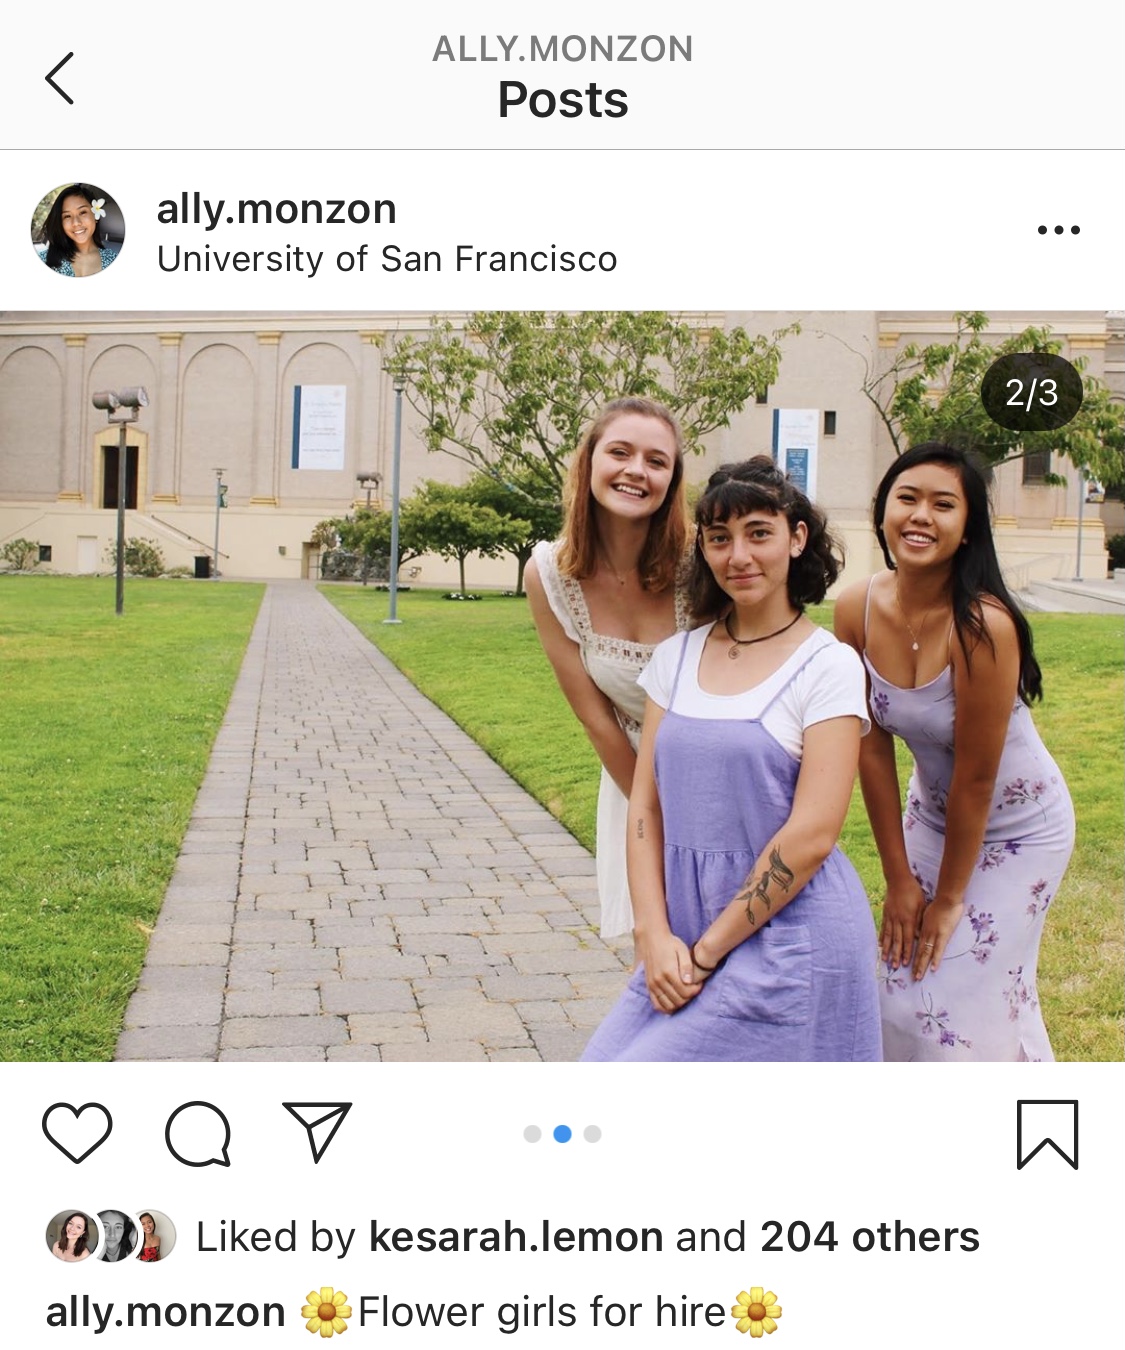 ALLY.MONZON
Posts
ally.monzon
University of San Francisco
2/3
Liked by kesarah.lemon and 204 others
ally.monzon 🌼Flower girls for hire🌼